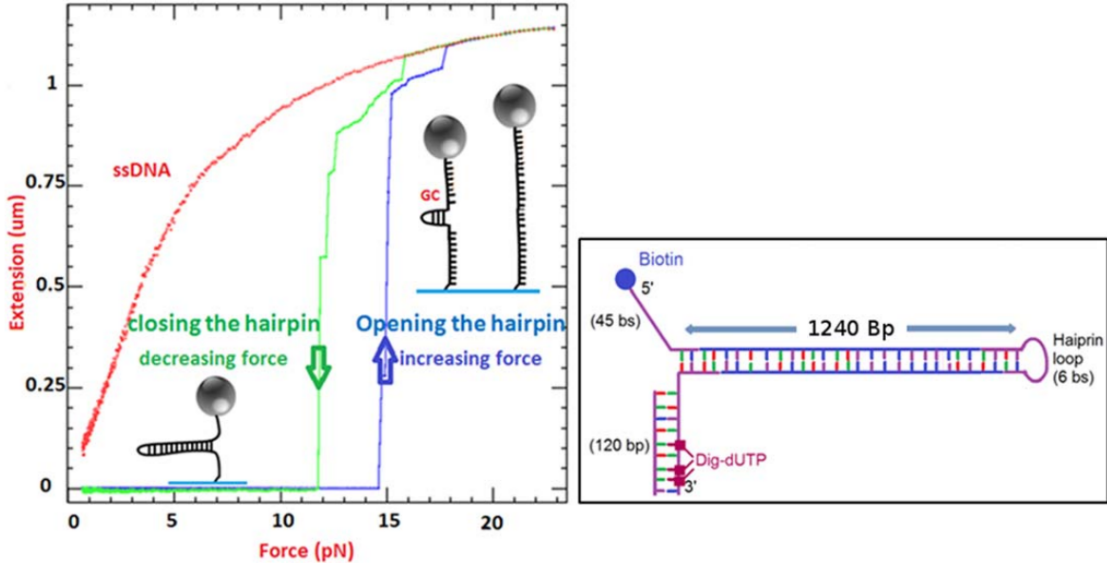 1
0.75
0.5
0.25
0
Extension (um)
ssDNA
GC
closing the hairpin
decreasing force
Opening the hairpin
increasing force
0
5
10
15
20
Force (pN)
Biotin
5'
(45 bs)
1240 Bp
Haiprin
loop
(6 bs)
(120 bp)
Dig-dUTP
3'